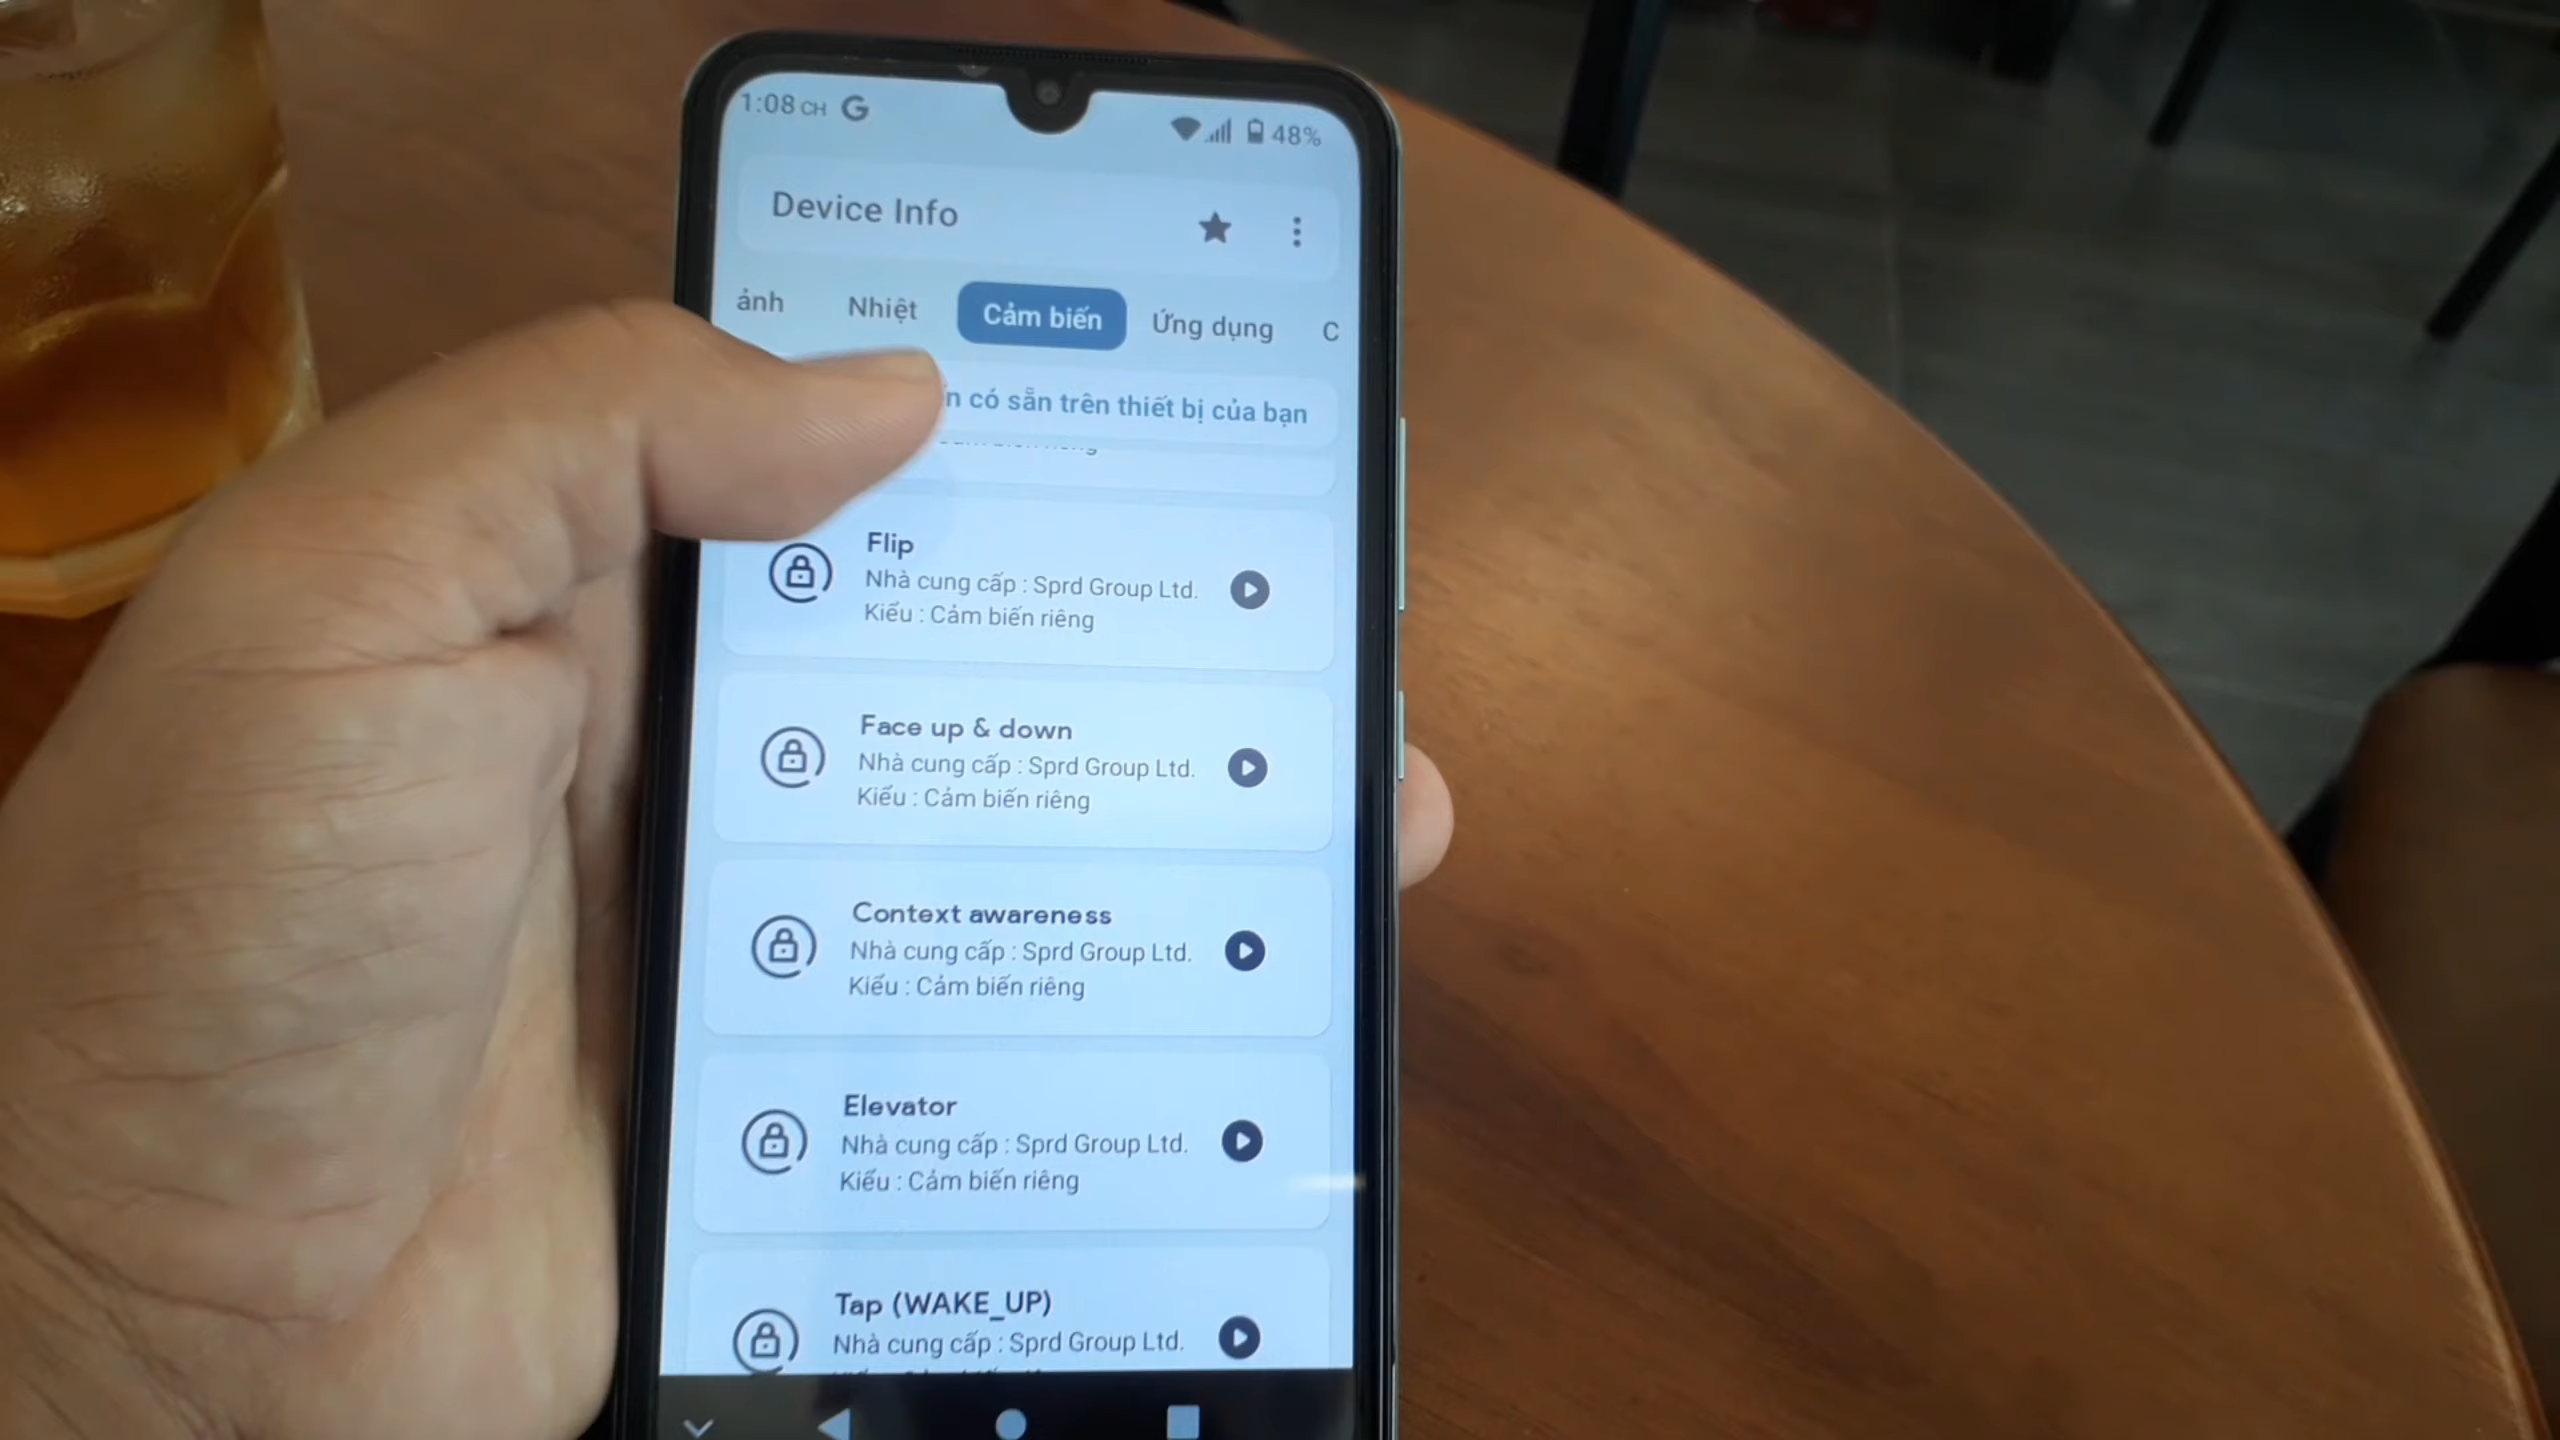 1:08 CH G
48%
Device Info
ảnh Nhiệt Cảm biến Ứng dụng C
có sẵn trên thiết bị của bạn
Flip
Nhà cung cấp : Sprd Group Ltd.
Kiểu : Cảm biến riêng
Face up & down
Nhà cung cấp : Sprd Group Ltd.
Kiểu : Cảm biến riêng
Context awareness
Nhà cung cấp : Sprd Group Ltd.
Kiểu : Cảm biến riêng
Elevator
Nhà cung cấp : Sprd Group Ltd.
Kiểu : Cảm biến riêng
Tap (WAKE_UP)
Nhà cung cấp : Sprd Group Ltd.